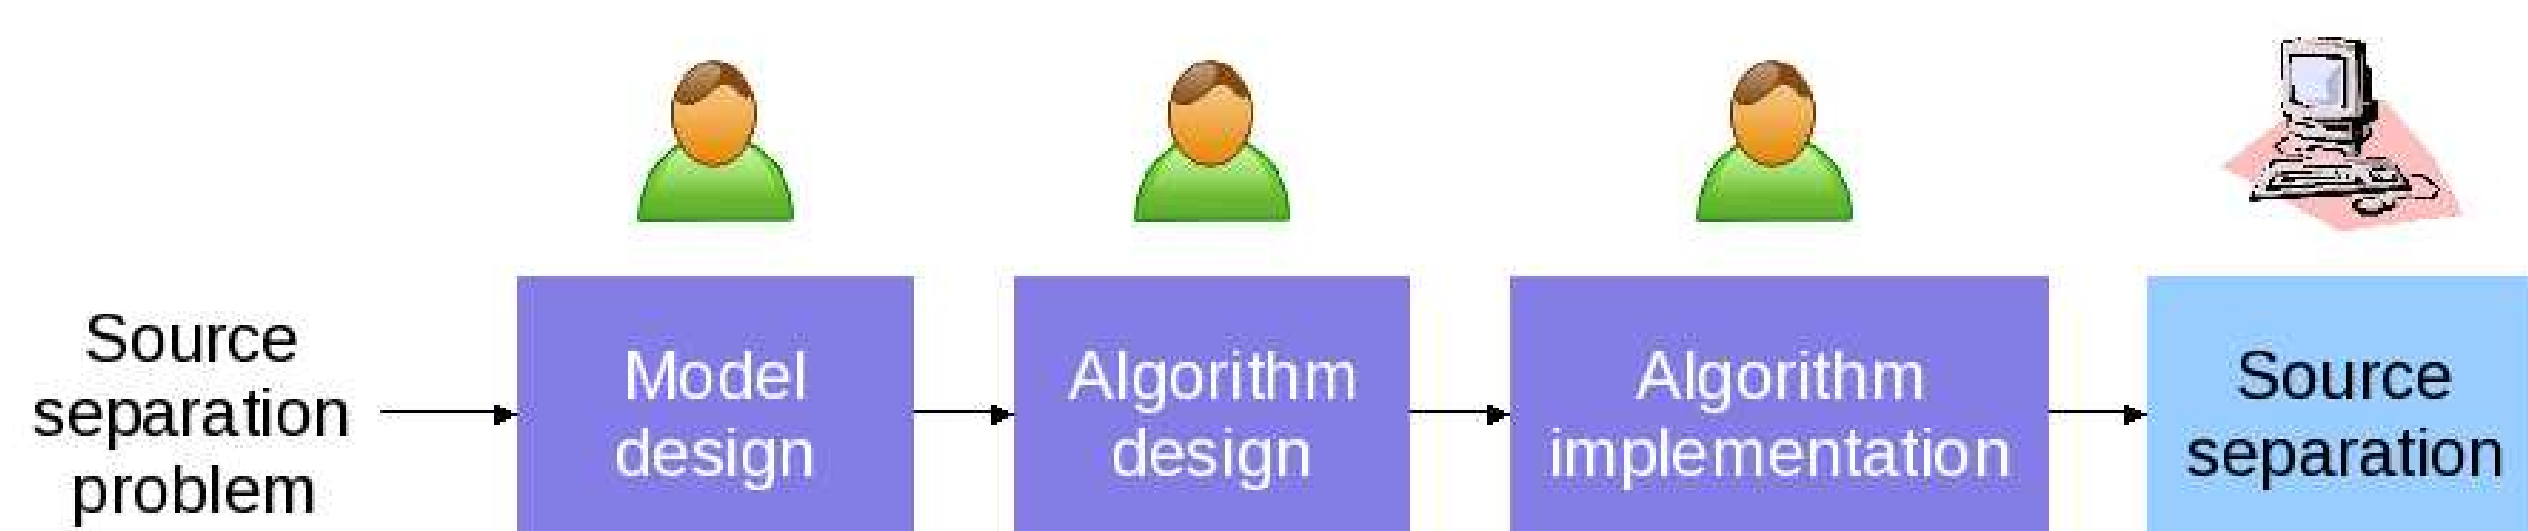 Source
separation
problem
Model
design
Algorithm
design
Algorithm
implementation
Source
separation